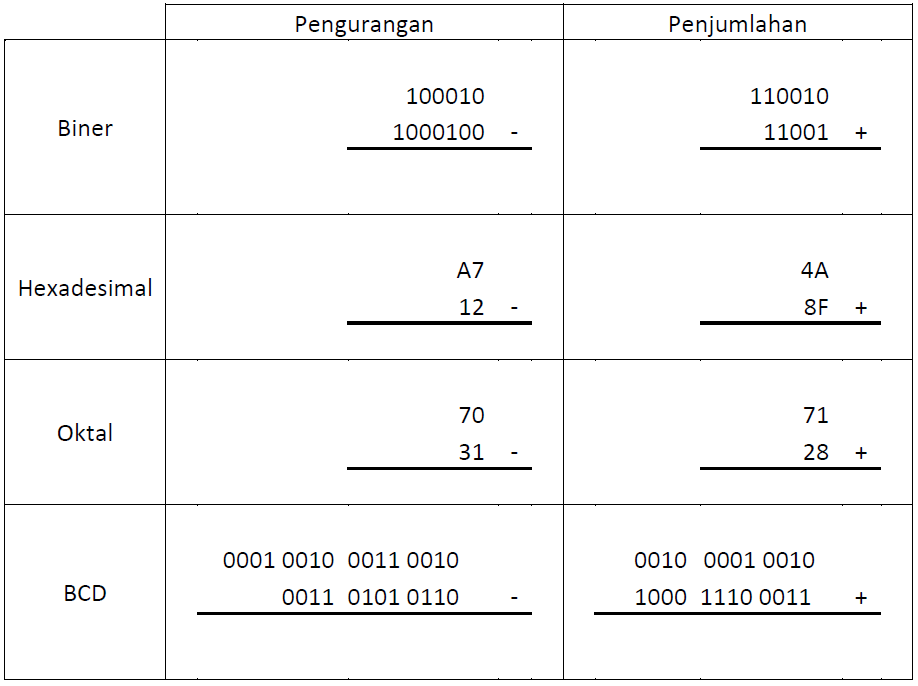 Pengurangan Penjumlahan
Biner
100010
1000100 -
110010
11001 +
Hexadesimal
A7
12 -
4A
8F +
Oktal
70
31 -
71
28 +
BCD
0001 0010 0011 0010
0011 0101 0110 -
0010 0001 0010
1000 1110 0011 +